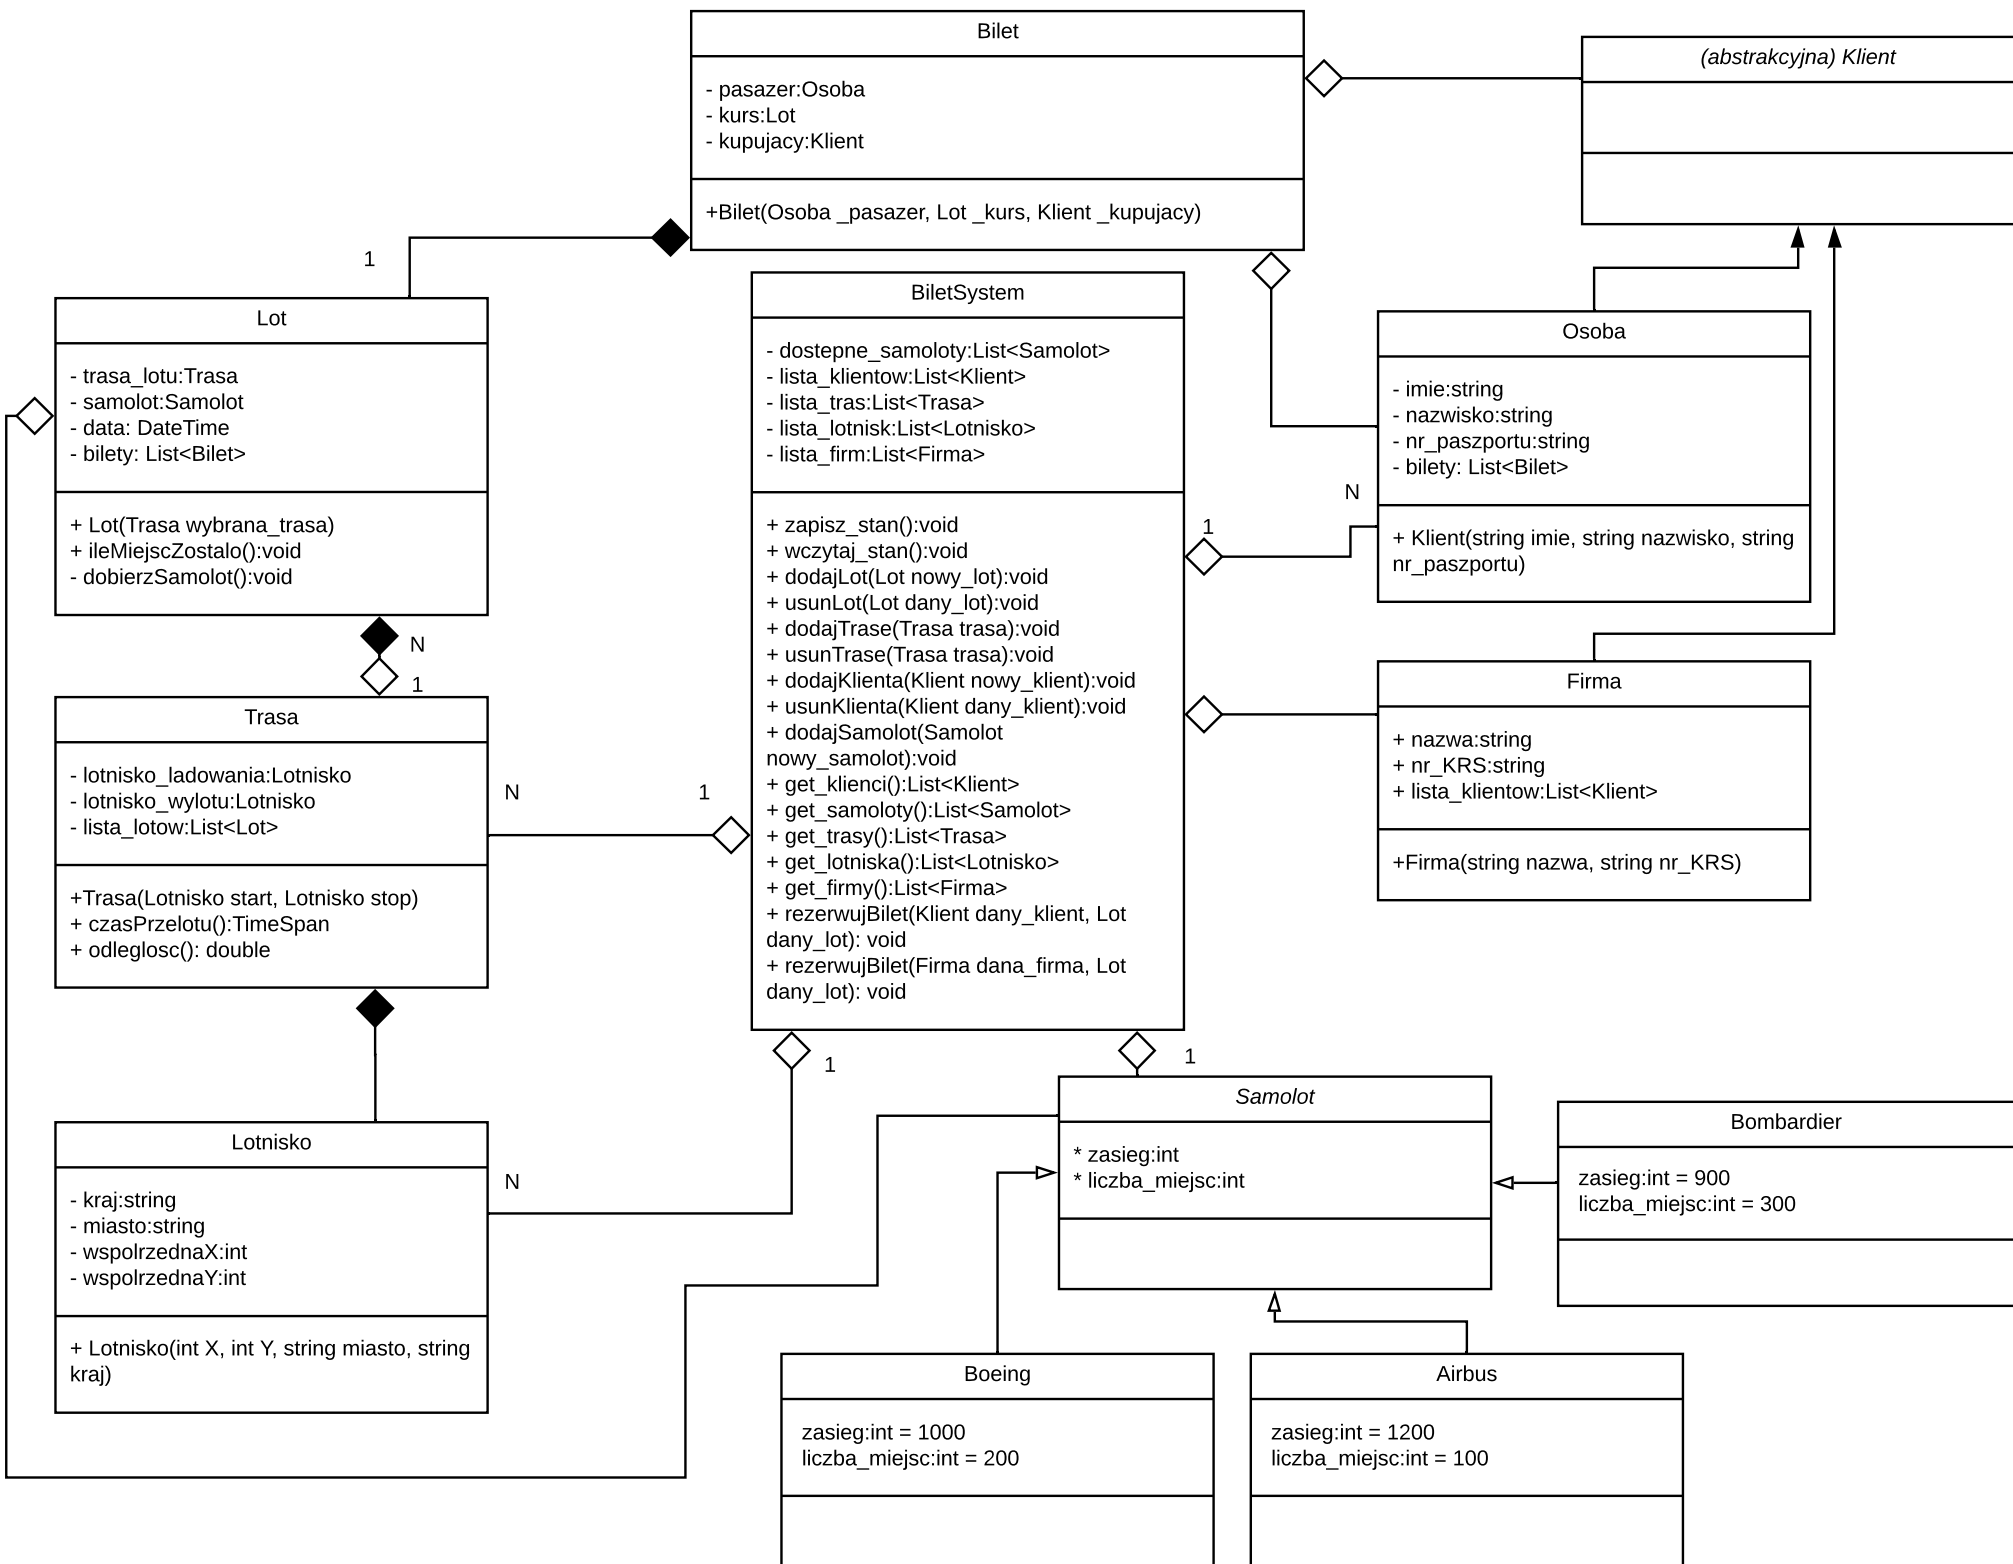 Bilet
- pasazer:Osoba
- kurs:Lot
- kupujacy:Klient
+Bilet(Osoba _pasazer, Lot _kurs, Klient _kupujacy)
(abstrakcyjna) Klient
1
Lot
- trasa_lotu:Trasa
- samolot:Samolot
- data: DateTime
- bilety: List<Bilet>
+ Lot(Trasa wybrana_trasa)
+ ileMiejscZostalo():void
- dobierzSamolot():void
N
1
BiletSystem
- dostepne_samoloty:List<Samolot>
- lista_klientow:List<Klient>
- lista_tras:List<Trasa>
- lista_lotnisk:List<Lotnisko>
- lista_firm:List<Firma>
+ zapisz_stan():void
+ wczytaj_stan():void
+ dodajLot(Lot nowy_lot):void
+ usunLot(Lot dany_lot):void
+ dodajTrase(Trasa trasa):void
+ usunTrase(Trasa trasa):void
+ dodajKlienta(Klient nowy_klient):void
+ usunKlienta(Klient dany_klient):void
+ dodajSamolot(Samolot
nowy_samolot):void
+ get_klienci():List<Klient>
+ get_samoloty():List<Samolot>
+ get_trasy():List<Trasa>
+ get_lotniska():List<Lotnisko>
+ get_firmy():List<Firma>
+ rezerwujBilet(Klient dany_klient, Lot
dany_lot): void
+ rezerwujBilet(Firma dana_firma, Lot
dany_lot): void
Osoba
- imie:string
- nazwisko:string
- nr_paszportu:string
- bilety: List<Bilet>
+ Klient(string imie, string nazwisko, string
nr_paszportu)
N
1
Firma
+ nazwa:string
+ nr_KRS:string
+ lista_klientow:List<Klient>
+Firma(string nazwa, string nr_KRS)
Trasa
- lotnisko_ladowania:Lotnisko
- lotnisko_wylotu:Lotnisko
- lista_lotow:List<Lot>
+Trasa(Lotnisko start, Lotnisko stop)
+ czasPrzelotu():TimeSpan
+ odleglosc(): double
N
1
1
1
Lotnisko
- kraj:string
- miasto:string
- wspolrzednaX:int
- wspolrzednaY:int
+ Lotnisko(int X, int Y, string miasto, string
kraj)
N
Samolot
* zasieg:int
* liczba_miejsc:int
Bombardier
zasieg:int = 900
liczba_miejsc:int = 300
Boeing
zasieg:int = 1000
liczba_miejsc:int = 200
Airbus
zasieg:int = 1200
liczba_miejsc:int = 100